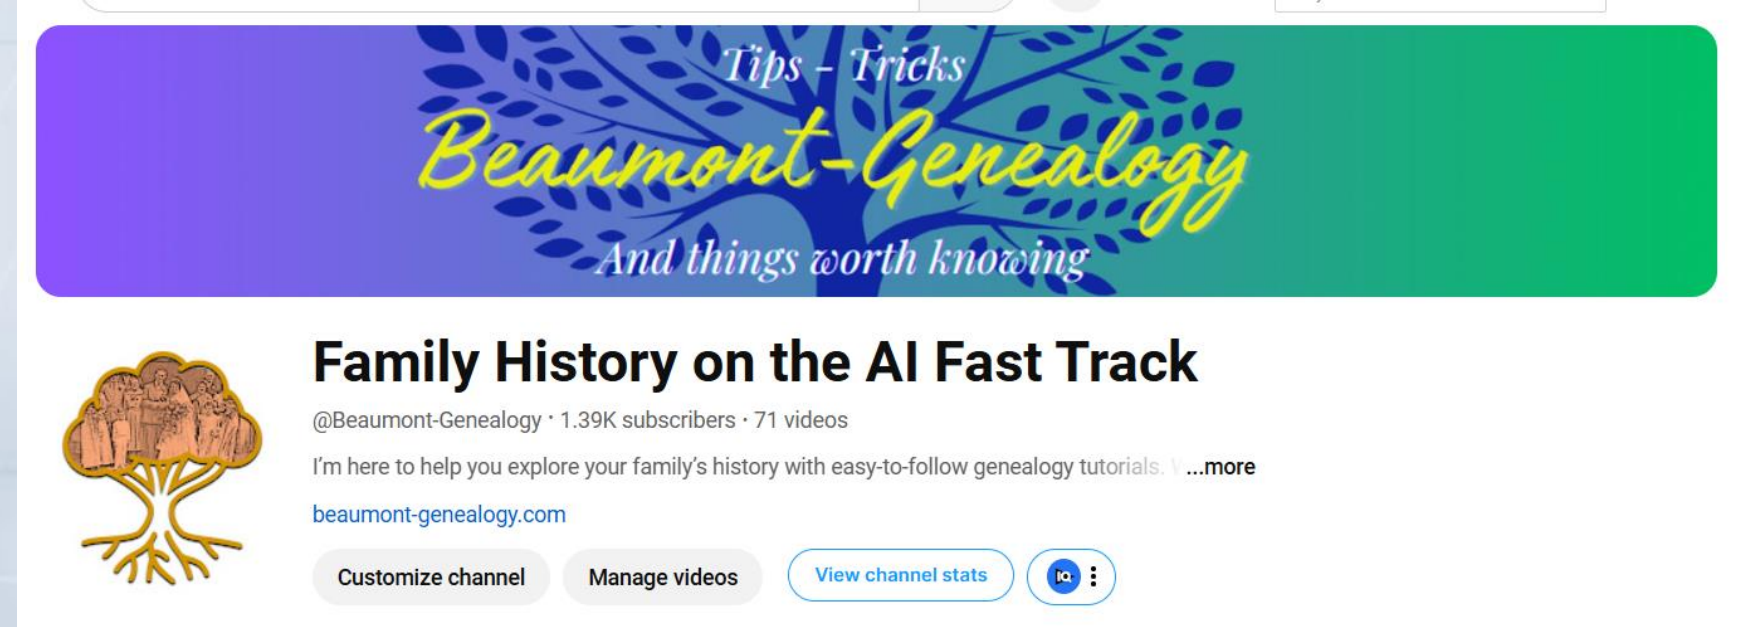 Tips - Tricks
Beaumont-Genealogy
And things worth knowing
Family History on the AI Fast Track
@Beaumont-Genealogy · 1.39K subscribers · 71 videos
I'm here to help you explore your family's history with easy-to-follow genealogy tutorials. ...more
beaumont-genealogy.com
Customize channel Manage videos View channel stats IQ